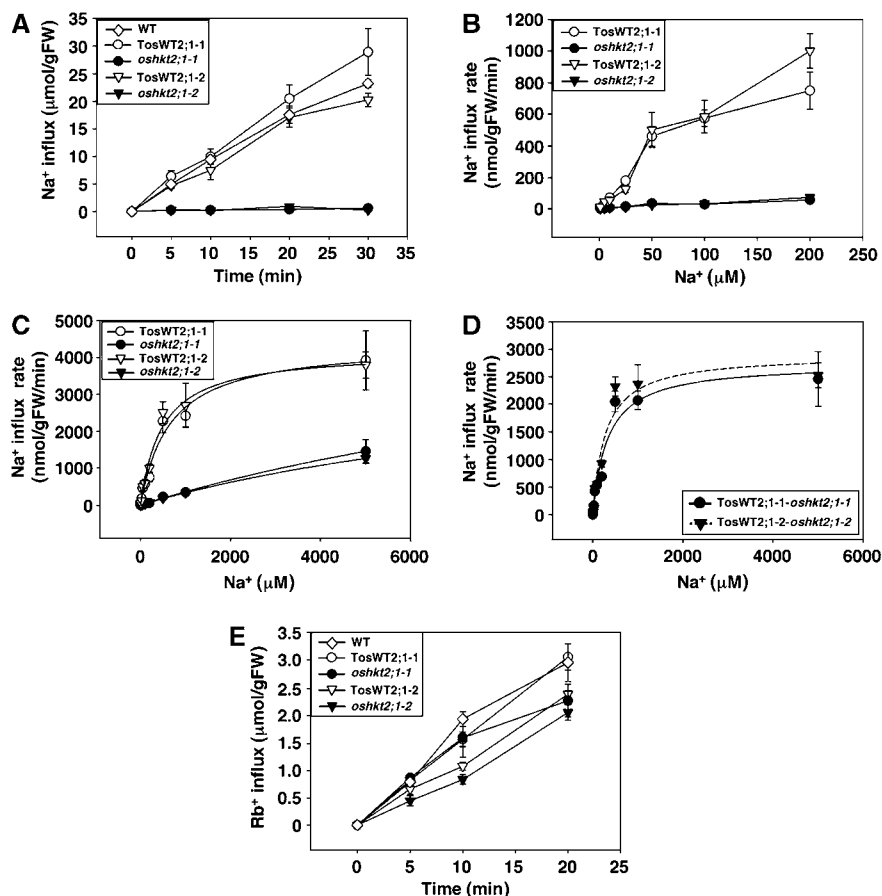 A
Na⁺ influx (μmol/gFW)
35
30
25
20
15
10
5
0
WT
TosWT2;1-1
oshkt2;1-1
TosWT2;1-2
oshkt2;1-2
0 5 10 15 20 25 30 35
Time (min)
B
Na⁺ influx rate
(nmol/gFW/min)
1200
1000
800
600
400
200
0
TosWT2;1-1
oshkt2;1-1
TosWT2;1-2
oshkt2;1-2
0 50 100 150 200 250
Na⁺ (μM)
C
Na⁺ influx rate
(nmol/gFW/min)
5000
4000
3000
2000
1000
0
TosWT2;1-1
oshkt2;1-1
TosWT2;1-2
oshkt2;1-2
0 2000 4000 6000
Na⁺ (μM)
D
Na⁺ influx rate
(nmol/gFW/min)
3500
3000
2500
2000
1500
1000
500
0
TosWT2;1-1-oshkt2;1-1
TosWT2;1-2-oshkt2;1-2
0 2000 4000 6000
Na⁺ (μM)
E
Rb⁺ influx (μmol/gFW)
3.5
3.0
2.5
2.0
1.5
1.0
0.5
0
WT
TosWT2;1-1
oshkt2;1-1
TosWT2;1-2
oshkt2;1-2
0 5 10 15 20 25
Time (min)